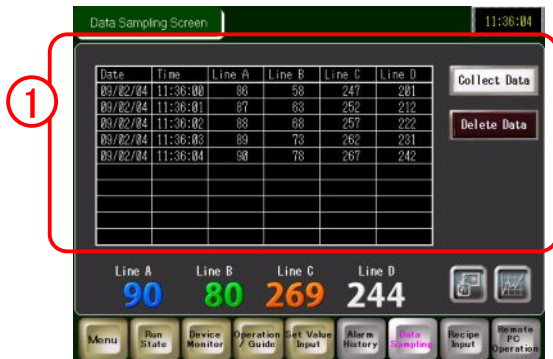 Data Sampling Screen
11:36:04
1
Date Time Line A Line B Line C Line D
09/02/04 11:36:00 86 58 247 201
09/02/04 11:36:01 87 63 252 212
09/02/04 11:36:02 88 68 257 222
09/02/04 11:36:03 89 73 262 231
09/02/04 11:36:04 90 78 267 242
Collect Data
Delete Data
Line A Line B Line C Line D
90 80 269 244
Menu
Run State
Device Monitor
Operation / Guide
Set Value Input
Alarm History
Data Sampling
Recipe Input
Remote PC Operation